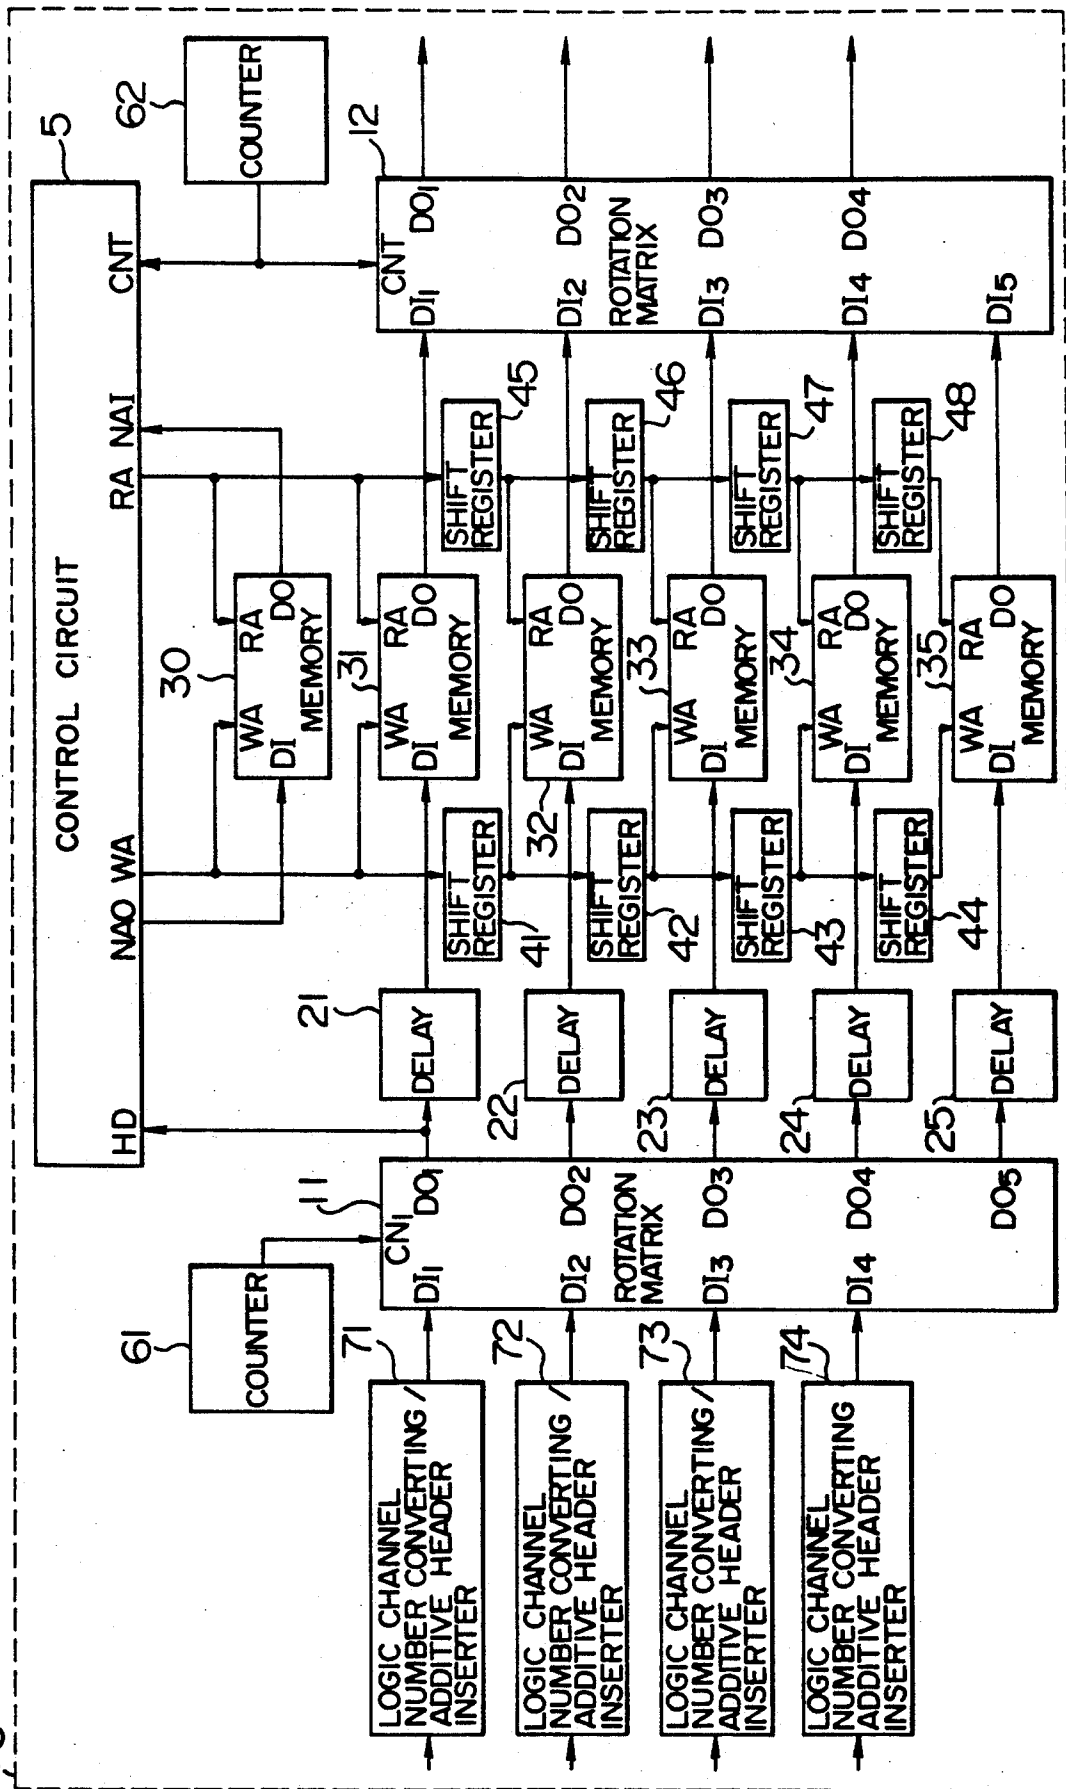 CONTROL CIRCUIT
5
HD
NAO
WA
RA
NAI
CNT
COUNTER
62
COUNTER
61
LOGIC CHANNEL
NUMBER CONVERTING /
ADDITIVE HEADER
INSERTER
71
LOGIC CHANNEL
NUMBER CONVERTING /
ADDITIVE HEADER
INSERTER
72
LOGIC CHANNEL
NUMBER CONVERTING /
ADDITIVE HEADER
INSERTER
73
LOGIC CHANNEL
NUMBER CONVERTING
ADDITIVE HEADER
INSERTER
74
11
CN1
DI1 DO1
DI2 DO2
ROTATION
MATRIX
DI3 DO3
DI4 DO4
DO5
DELAY
21
DELAY
22
DELAY
23
DELAY
24
DELAY
25
SHIFT
REGISTER
41
SHIFT
REGISTER
42
SHIFT
REGISTER
43
SHIFT
REGISTER
44
30
WA RA
DI DO
MEMORY
31
WA RA
DI DO
MEMORY
32
WA RA
DI DO
MEMORY
33
WA RA
DI DO
MEMORY
34
WA RA
DI DO
MEMORY
35
WA RA
DI DO
MEMORY
SHIFT
REGISTER
45
SHIFT
REGISTER
46
SHIFT
REGISTER
47
SHIFT
REGISTER
48
12
CNT
DI1 DO1
DI2 DO2
ROTATION
MATRIX
DI3 DO3
DI4 DO4
DI5